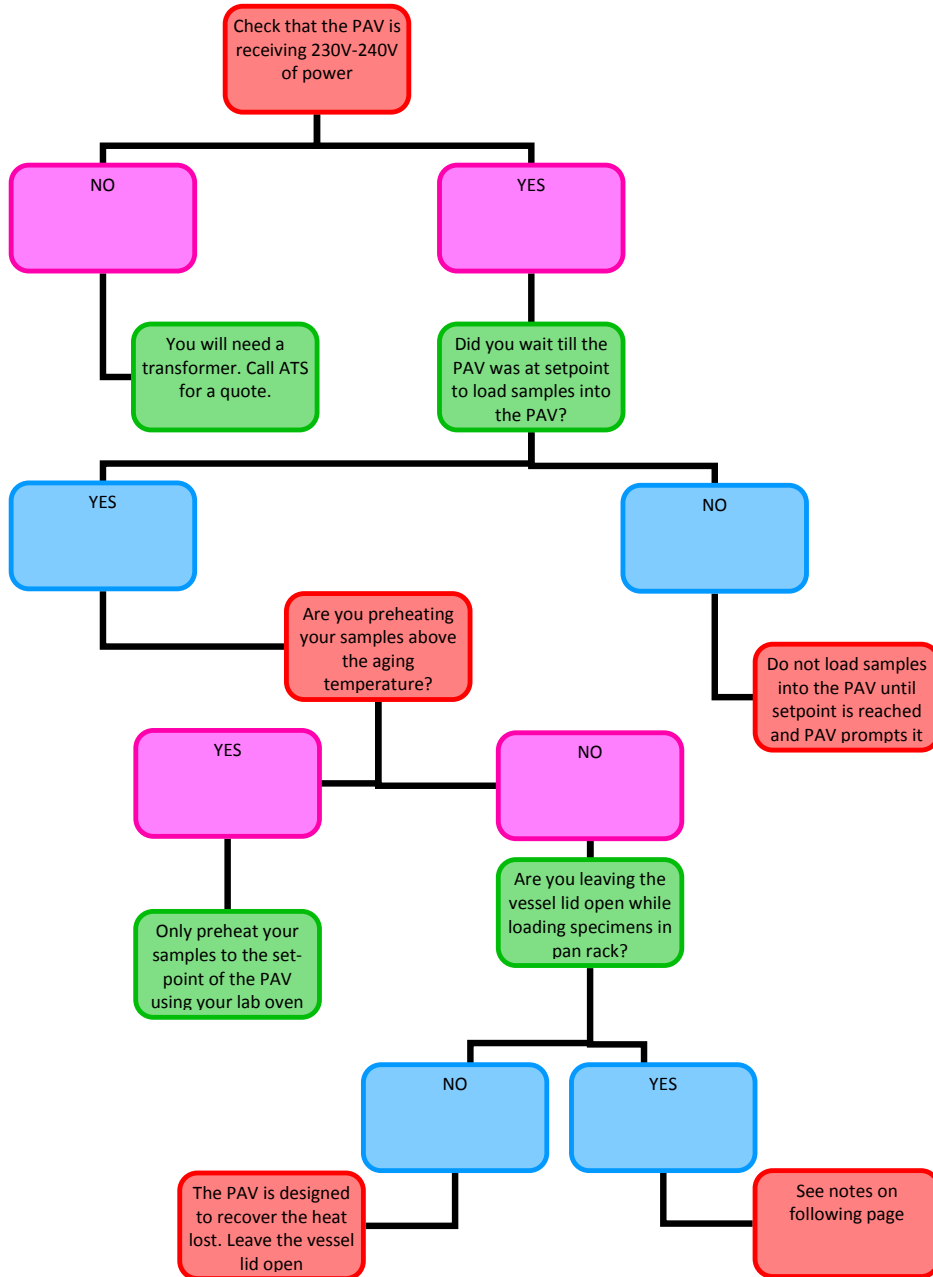 Check that the PAV is
receiving 230V-240V
of power
NO
YES
You will need a
transformer. Call ATS
for a quote.
Did you wait till the
PAV was at setpoint
to load samples into
the PAV?
YES
NO
Are you preheating
your samples above
the aging
temperature?
Do not load samples
into the PAV until
setpoint is reached
and PAV prompts it
YES
NO
Only preheat your
samples to the set-
point of the PAV
using your lab oven
Are you leaving the
vessel lid open while
loading specimens in
pan rack?
NO
YES
The PAV is designed
to recover the heat
lost. Leave the vessel
lid open
See notes on
following page